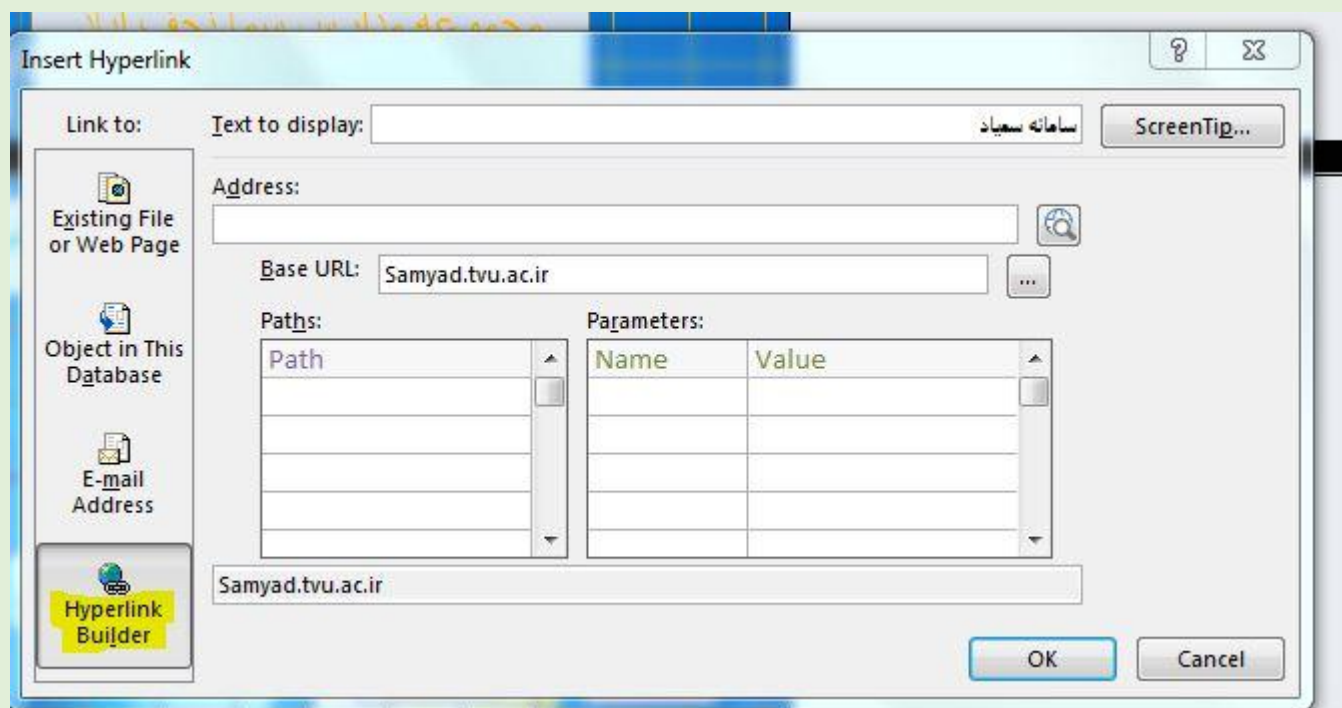 Insert Hyperlink
Link to:
Text to display: سامانه سمیاد
ScreenTip...
Existing File
or Web Page
Object in This
Database
E-mail
Address
Hyperlink
Builder
Address:
Base URL: Samyad.tvu.ac.ir
...
Paths:
Parameters:
Path
Name Value
Samyad.tvu.ac.ir
OK Cancel